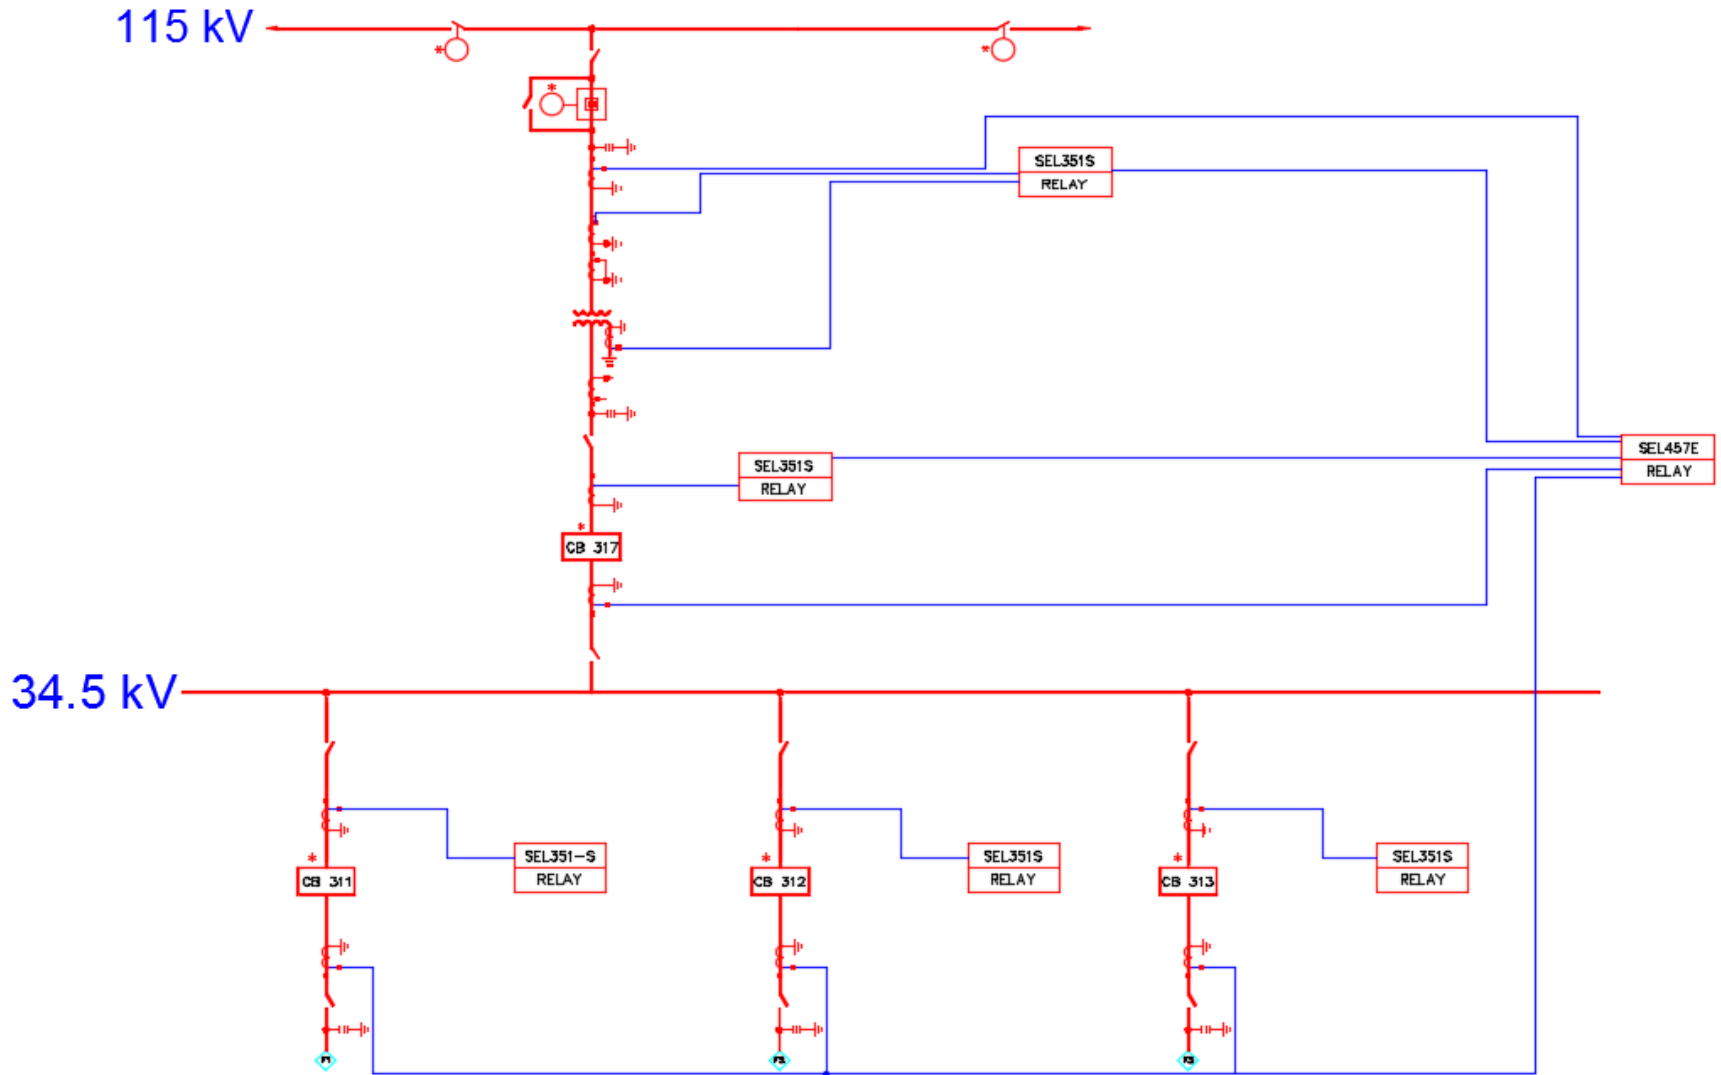 115 kV
*
*
*
SEL351S
RELAY
SEL457E
RELAY
SEL351S
RELAY
*
CB 317
34.5 kV
*
CB 311
SEL351-S
RELAY
*
CB 312
SEL351S
RELAY
*
CB 313
SEL351S
RELAY